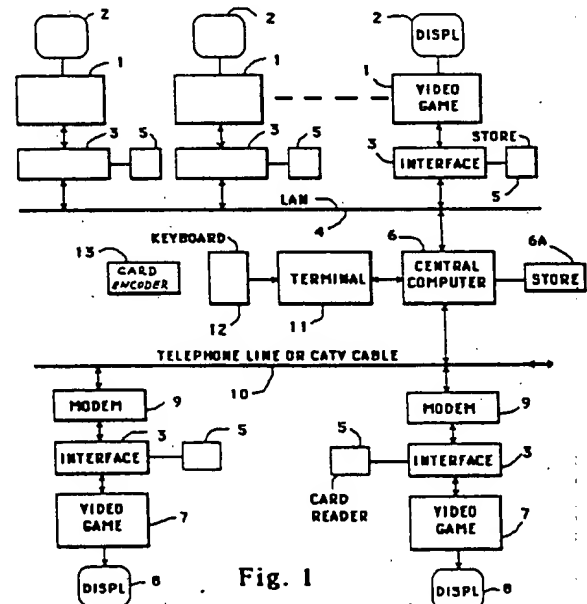 2 2 2 DISPL
1 1 1 VIDEO GAME
3 5 3 5 3 INTERFACE STORE 5
LAN
4
KEYBOARD 6 6A
13 CARD ENCODER TERMINAL CENTRAL COMPUTER STORE
12 11
TELEPHONE LINE OR CATV CABLE
10
MODEM 9 MODEM 9
3 5 5
INTERFACE INTERFACE 3
CARD READER
VIDEO GAME 7 VIDEO GAME 7
DISPL 8 Fig. 1 DISPL 8